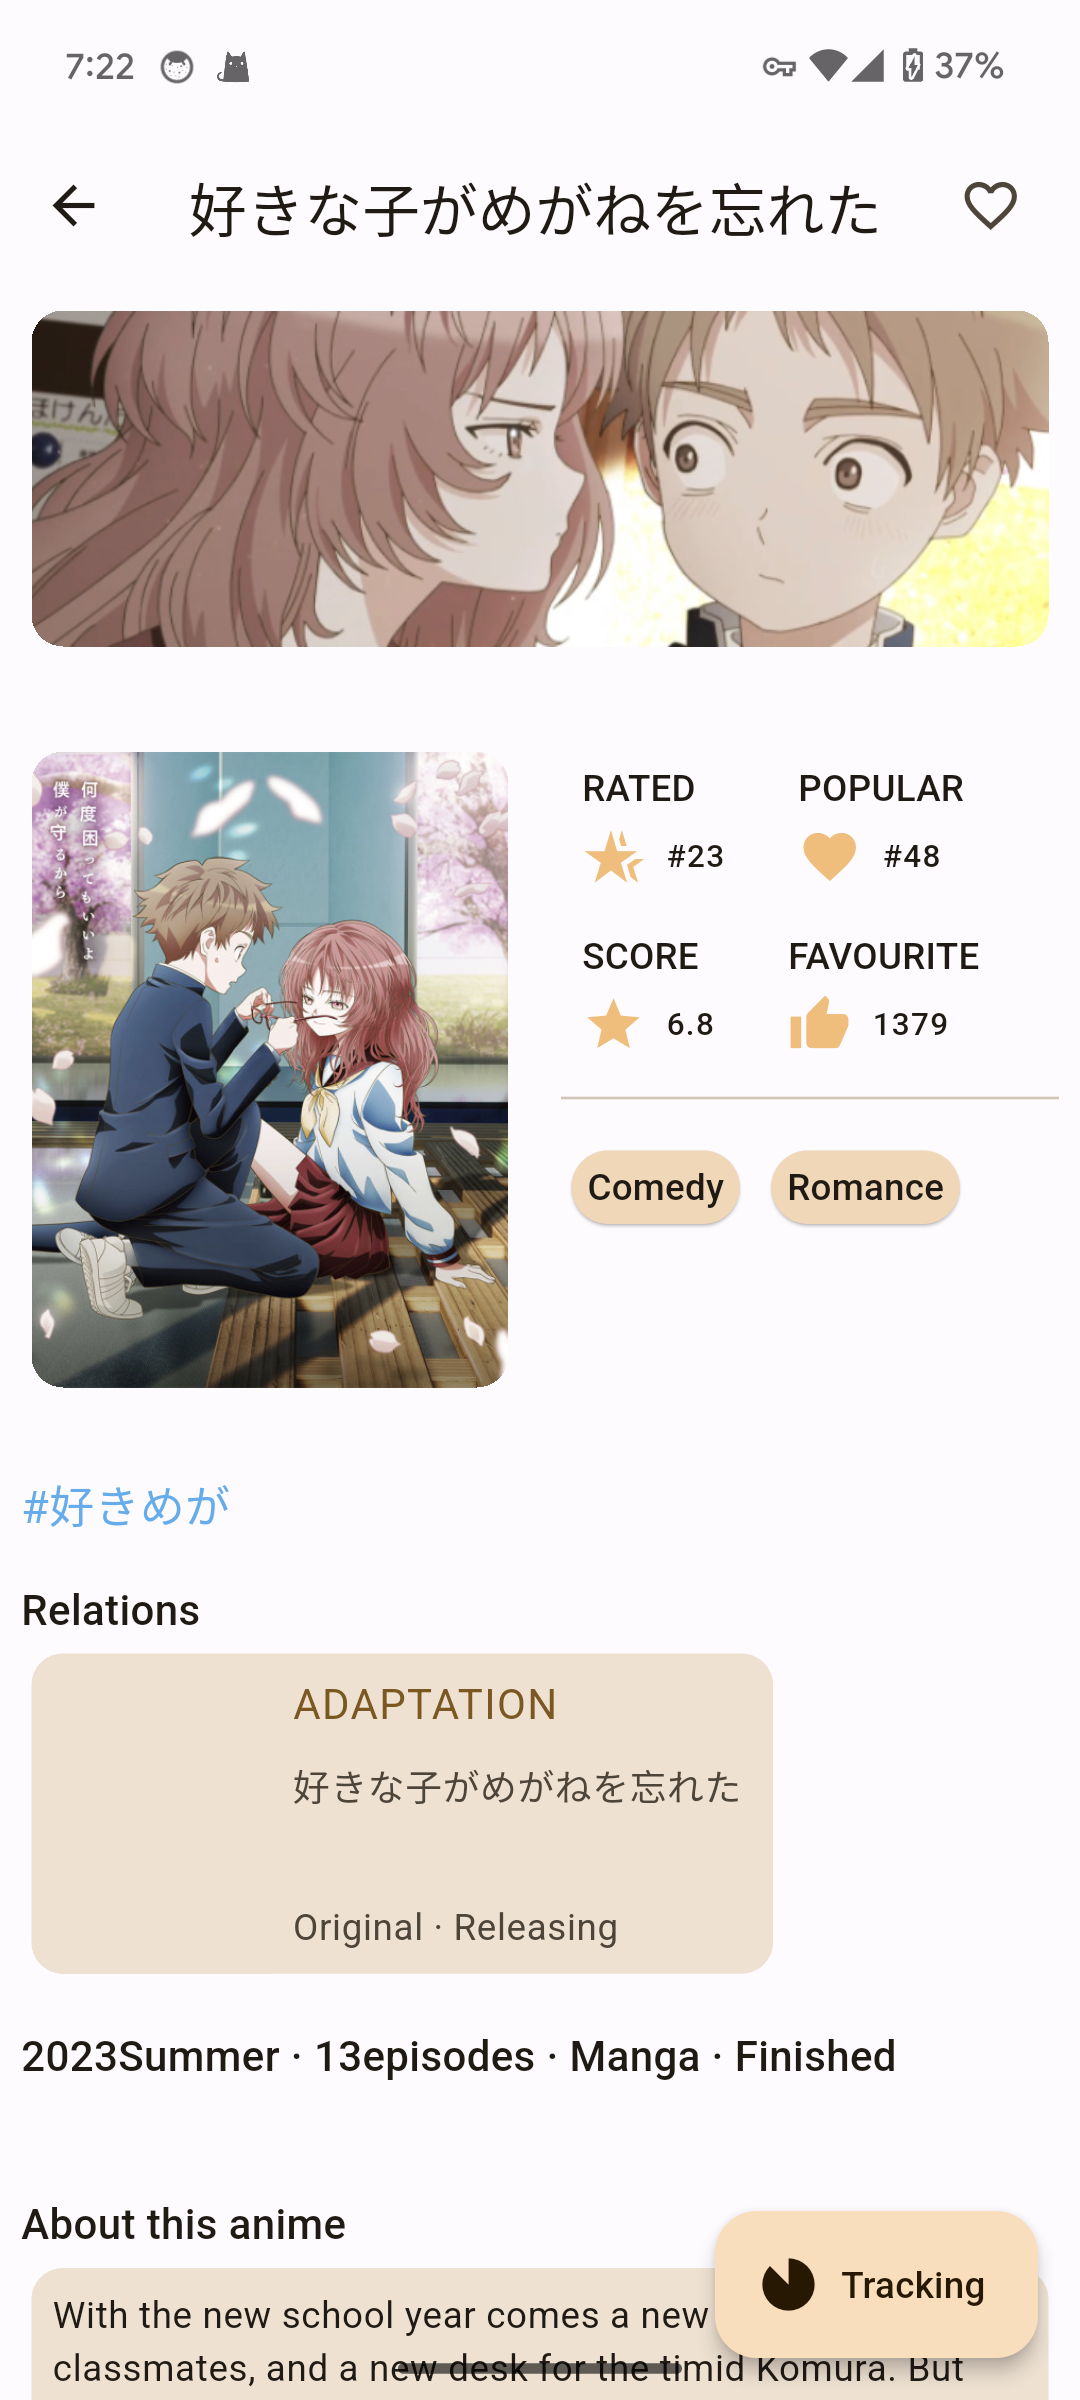 7:22
37%
好きな子がめがねを忘れた
ほけん
何度困ってもいいよ
僕が守るから
RATED
POPULAR
#23
#48
SCORE
FAVOURITE
6.8
1379
Comedy
Romance
#好きめが
Relations
ADAPTATION
好きな子がめがねを忘れた
Original · Releasing
2023Summer · 13episodes · Manga · Finished
About this anime
Tracking
With the new school year comes a new
classmates, and a new desk for the timid Komura. But